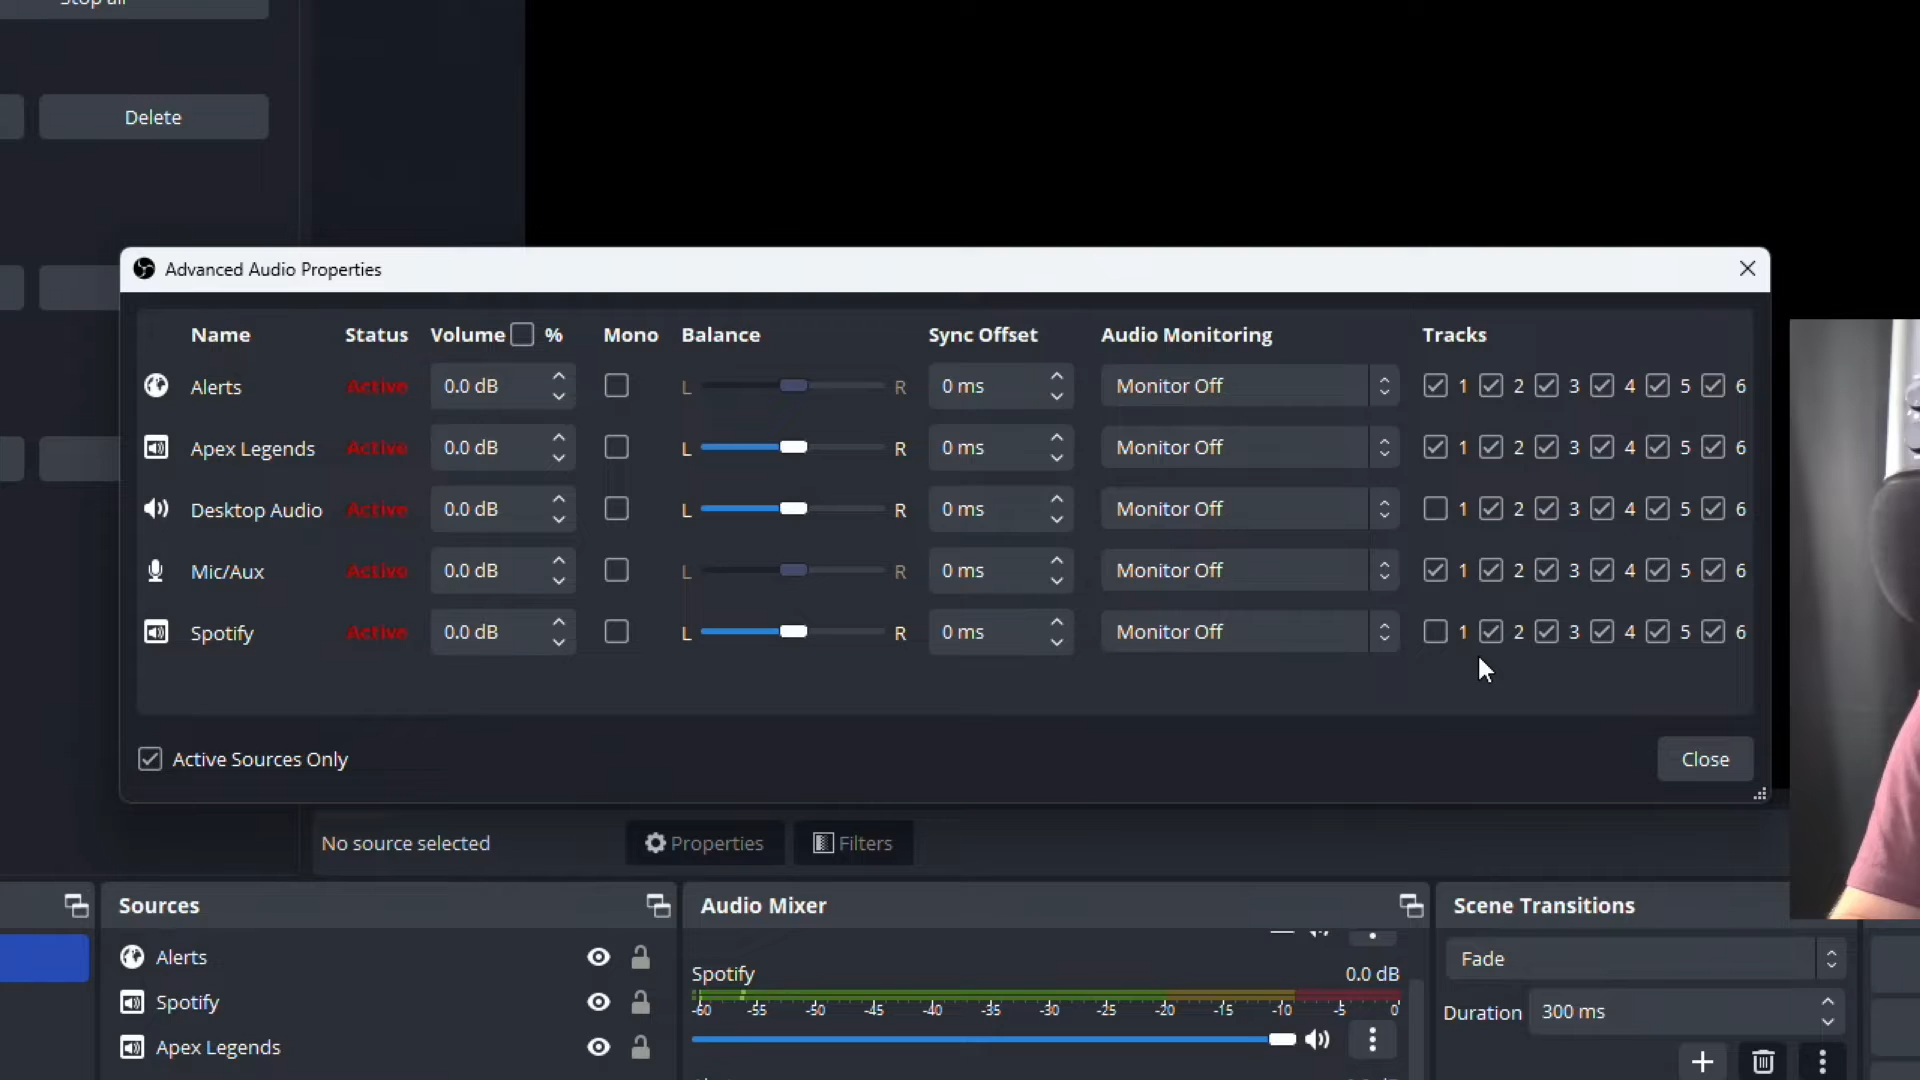 Stop all
Delete
Advanced Audio Properties
Name Status Volume % Mono Balance Sync Offset Audio Monitoring Tracks
Alerts Active 0.0 dB L R 0 ms Monitor Off 1 2 3 4 5 6
Apex Legends Active 0.0 dB L R 0 ms Monitor Off 1 2 3 4 5 6
Desktop Audio Active 0.0 dB L R 0 ms Monitor Off 1 2 3 4 5 6
Mic/Aux Active 0.0 dB L R 0 ms Monitor Off 1 2 3 4 5 6
Spotify Active 0.0 dB L R 0 ms Monitor Off 1 2 3 4 5 6
Active Sources Only Close
No source selected Properties Filters
Sources Audio Mixer Scene Transitions
Alerts
Spotify
Apex Legends
Spotify 0.0 dB
-60 -55 -50 -45 -40 -35 -30 -25 -20 -15 -10 -5 0
Fade
Duration 300 ms